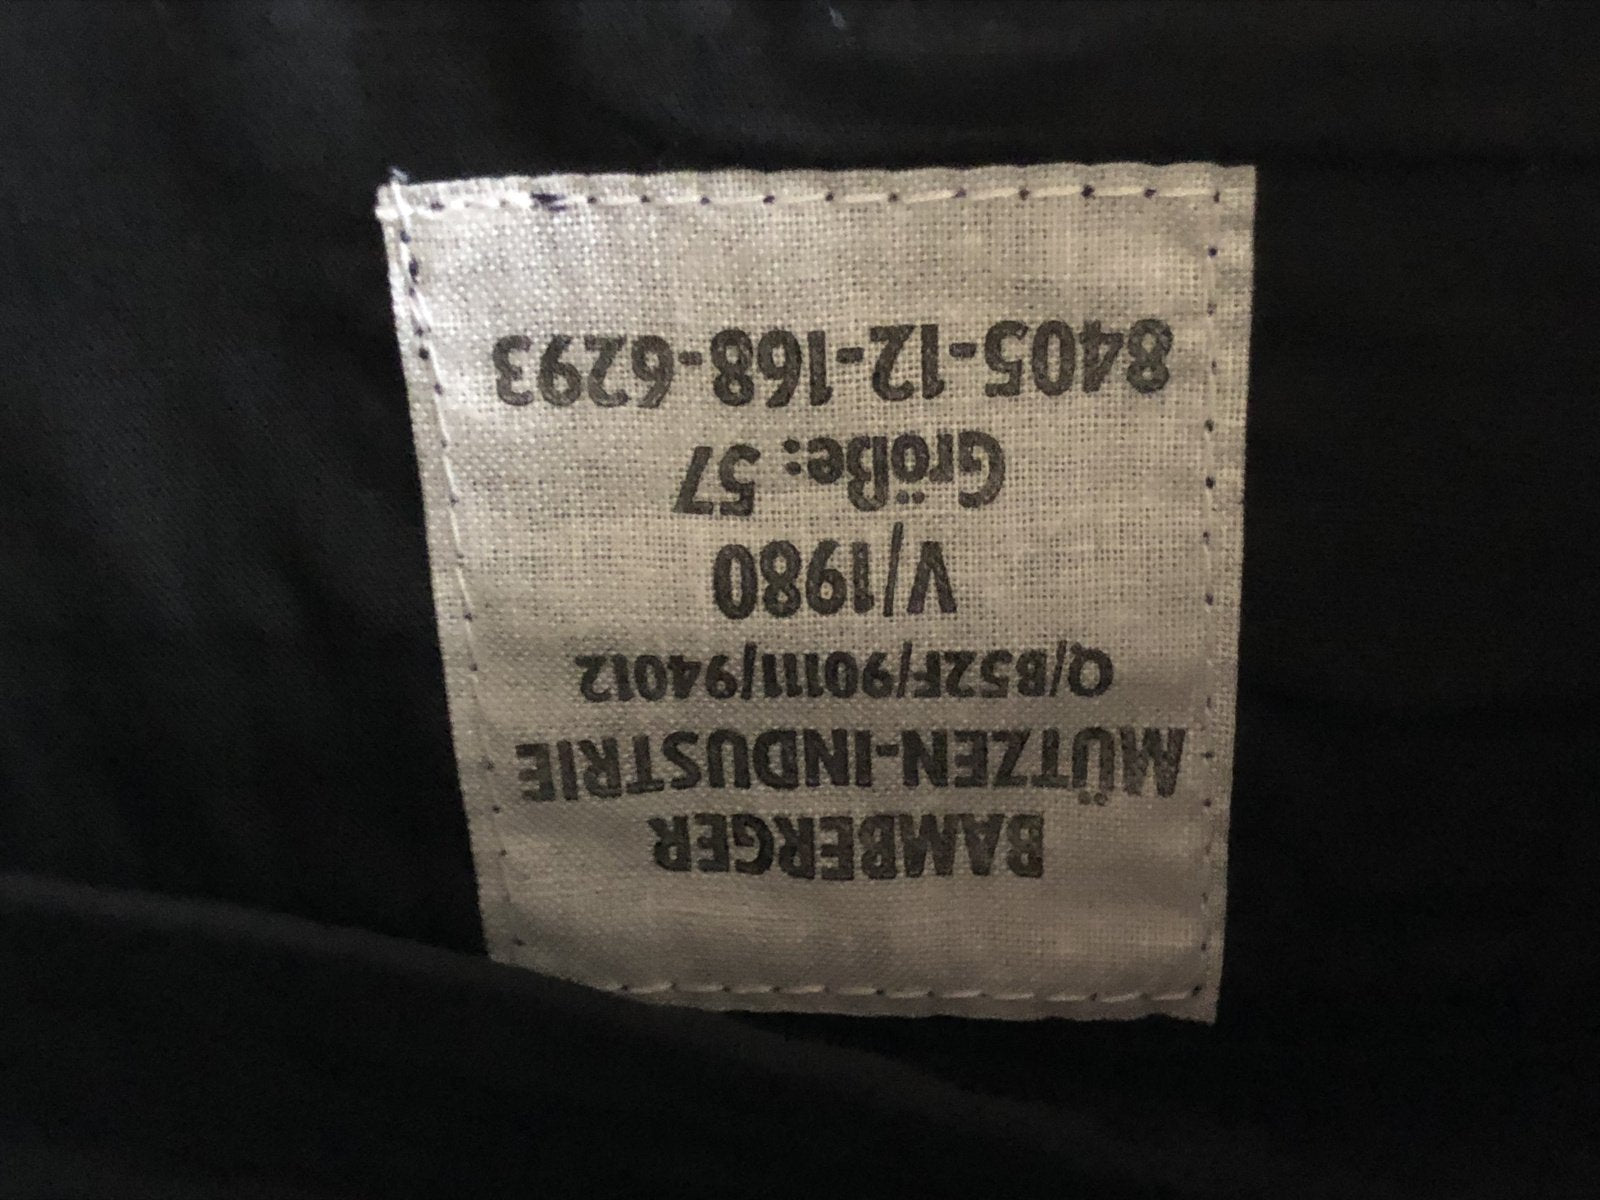 8405-12-168-6293
Größe: 57
V/1980
Q/B52F/90111/94012
MÜTZEN-INDUSTRIE
BAMBERGER